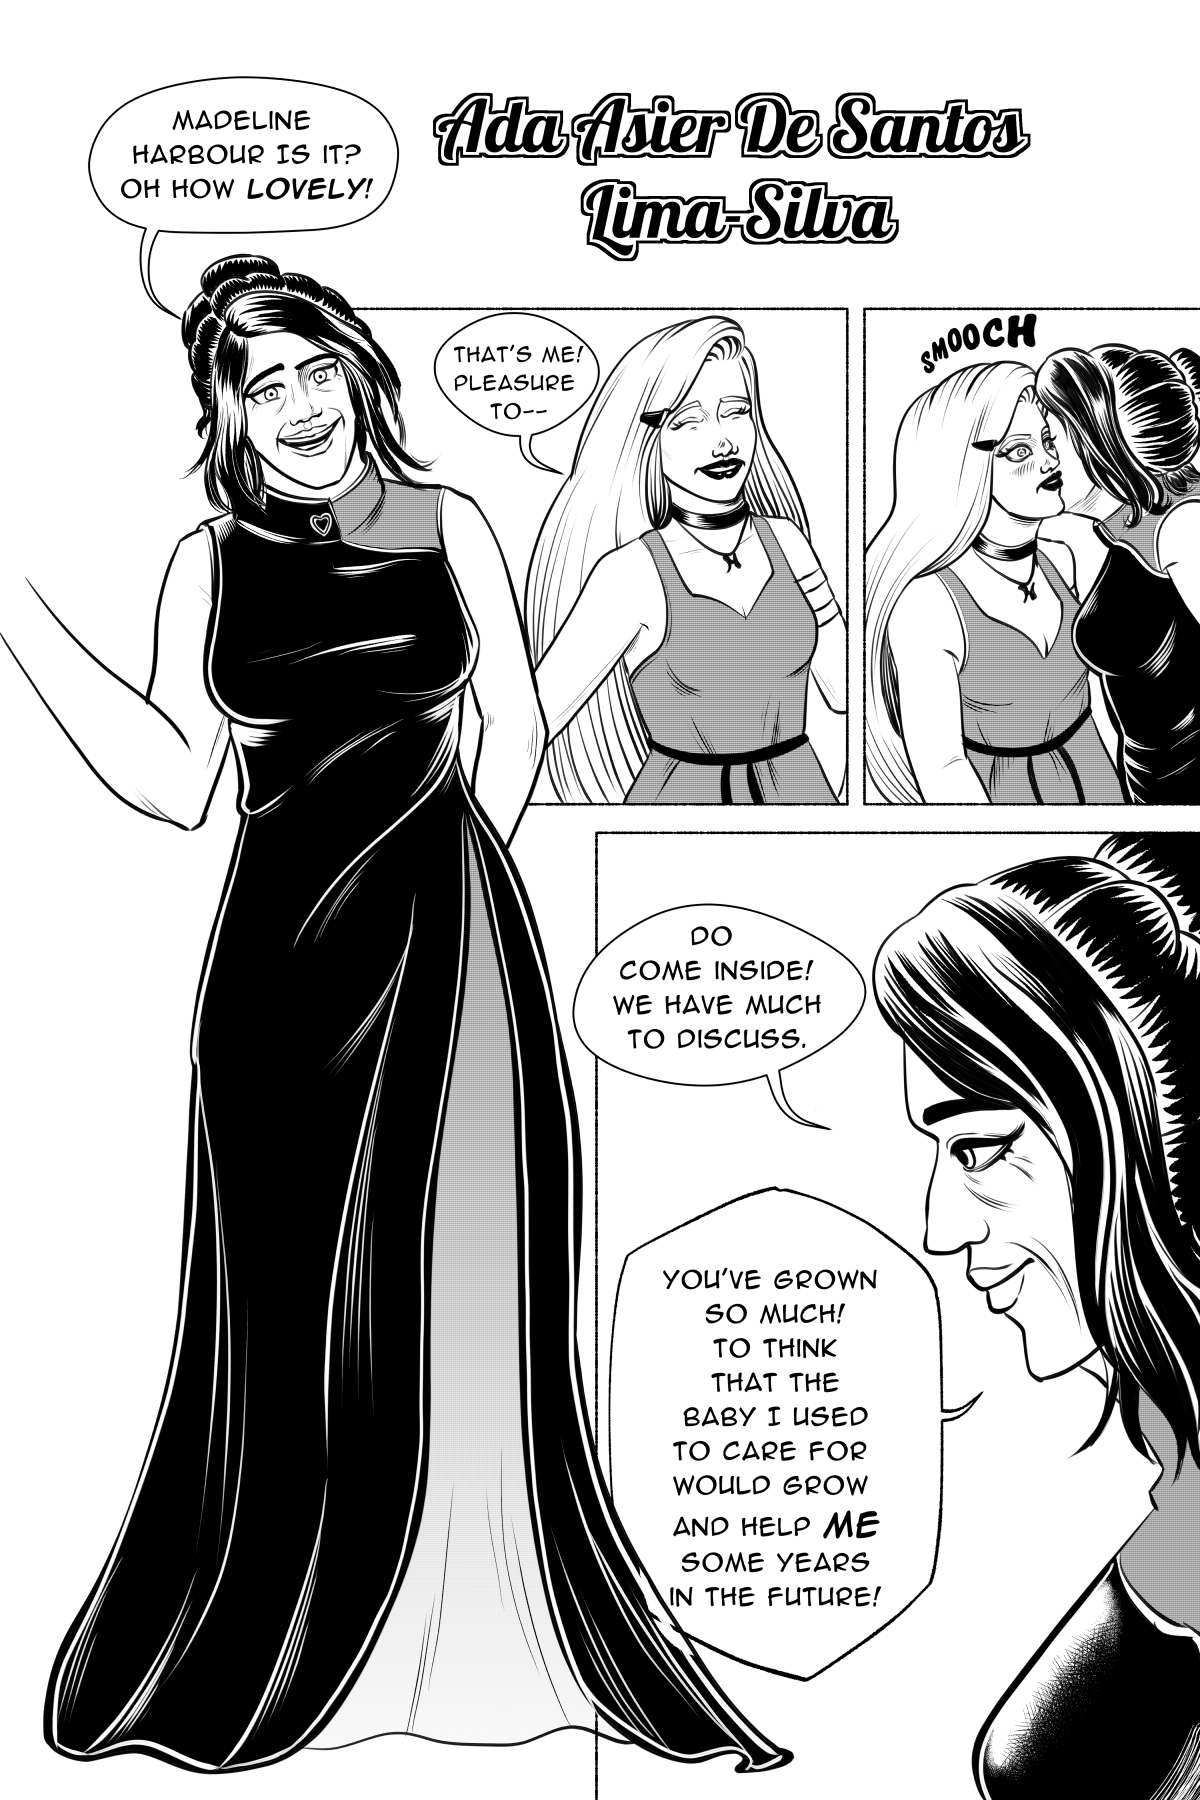 MADELINE
HARBOUR IS IT?
OH HOW LOVELY!
Ada Asier De Santos
Lima-Silva
THAT'S ME!
PLEASURE
TO--
SMOOCH
DO
COME INSIDE!
WE HAVE MUCH
TO DISCUSS.
YOU'VE GROWN
SO MUCH!
TO THINK
THAT THE
BABY I USED
TO CARE FOR
WOULD GROW
AND HELP ME
SOME YEARS
IN THE FUTURE!